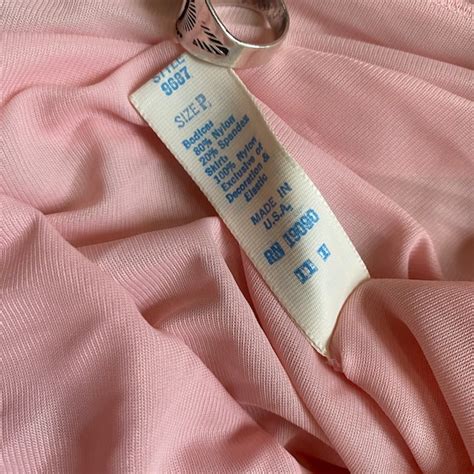 STYLE
9687
SIZE P.
Bodice:
80% Nylon
20% Spandex
Skirt:
100% Nylon
Exclusive of
Decoration &
Elastic
MADE IN
U.S.A.
RN 19090